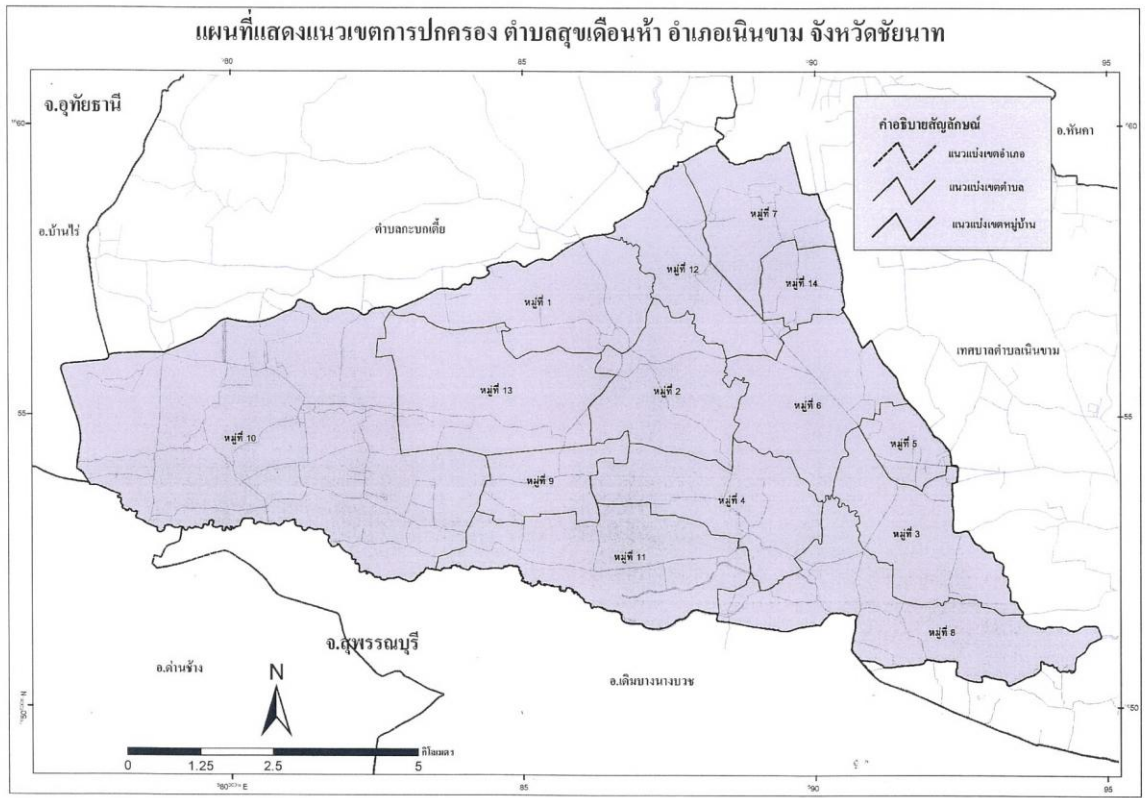 แผนที่แสดงแนวเขตการปกครอง ตำบลสุขเดือนห้า อำเภอเนินขาม จังหวัดชัยนาท
80 85 90 95
จ.อุทัยธานี
60 60
คำอธิบายสัญลักษณ์
แนวแบ่งเขตอำเภอ
แนวแบ่งเขตตำบล
แนวแบ่งเขตหมู่บ้าน
อ.หันคา
อ.บ้านไร่
ตำบลกะบกเตี้ย
หมู่ที่ 7
หมู่ที่ 12
หมู่ที่ 14
หมู่ที่ 1
เทศบาลตำบลเนินขาม
หมู่ที่ 13
หมู่ที่ 2
หมู่ที่ 6
55 55
หมู่ที่ 10
หมู่ที่ 5
หมู่ที่ 9
หมู่ที่ 4
หมู่ที่ 3
หมู่ที่ 11
หมู่ที่ 8
จ.สุพรรณบุรี
อ.ด่านช้าง
อ.เดิมบางนางบวช
N
50
กิโลเมตร
0 1.25 2.5 5
85 90 95